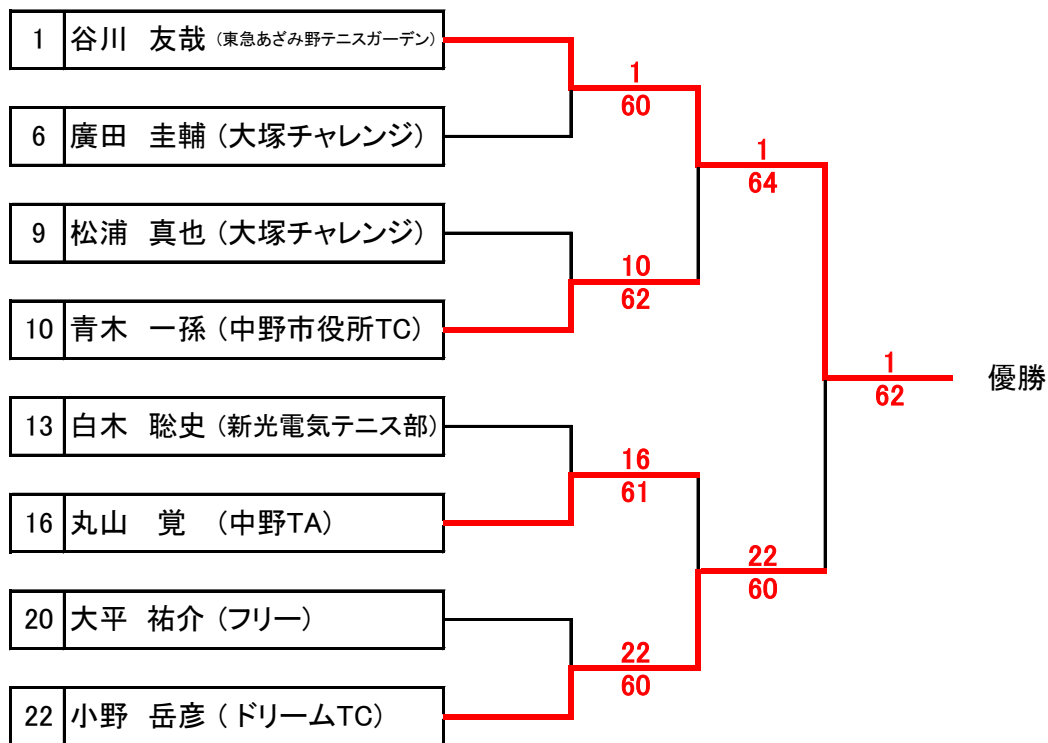 1 谷川 友哉 (東急あざみ野テニスガーデン)
1
60
6 廣田 圭輔 (大塚チャレンジ)
1
64
9 松浦 真也 (大塚チャレンジ)
10
62
10 青木 一孫 (中野市役所TC)
1
62
優勝
13 白木 聡史 (新光電気テニス部)
16
61
16 丸山 覚 (中野TA)
22
60
20 大平 祐介 (フリー)
22
60
22 小野 岳彦 (ドリームTC)